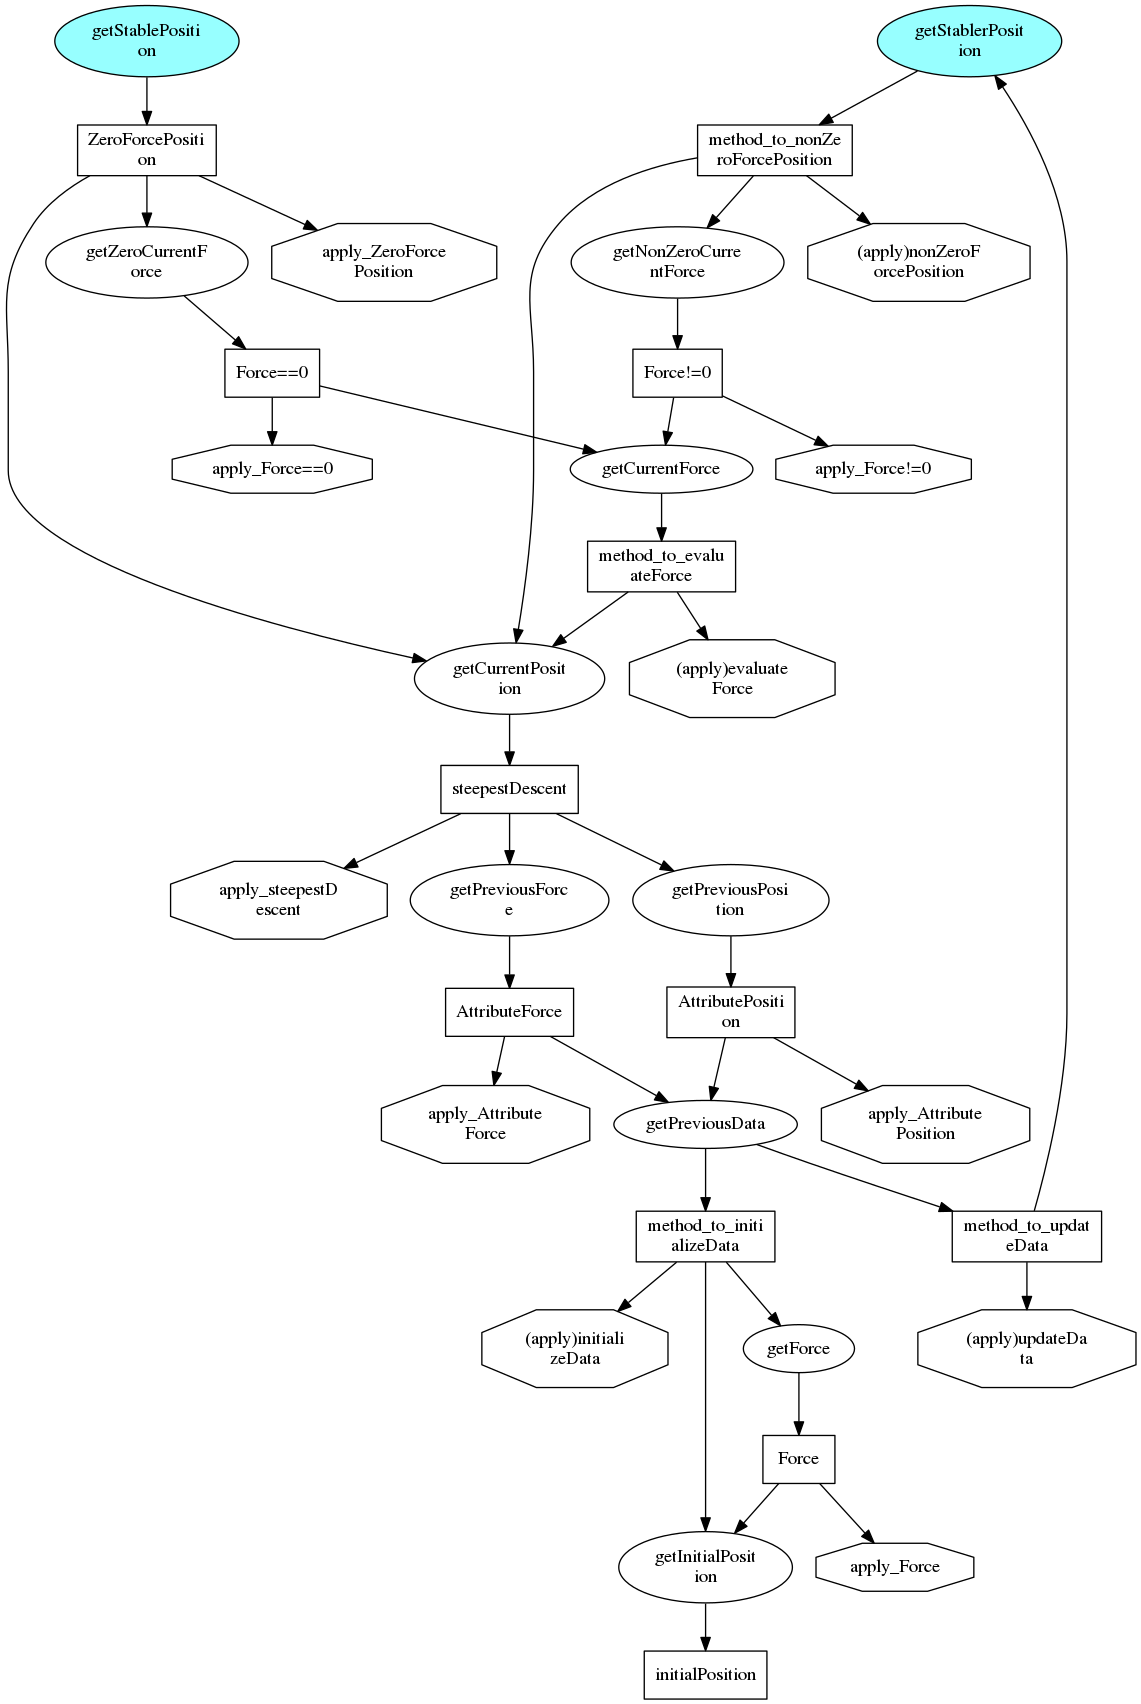 getStablePositi
on
getStablerPosit
ion
ZeroForcePositi
on
method_to_nonZe
roForcePosition
getZeroCurrentF
orce
apply_ZeroForce
Position
getNonZeroCurre
ntForce
(apply)nonZeroF
orcePosition
Force==0
Force!=0
apply_Force==0
getCurrentForce
apply_Force!=0
method_to_evalu
ateForce
getCurrentPosit
ion
(apply)evaluate
Force
steepestDescent
apply_steepestD
escent
getPreviousForc
e
getPreviousPosi
tion
AttributeForce
AttributePositi
on
apply_Attribute
Force
getPreviousData
apply_Attribute
Position
method_to_initi
alizeData
method_to_updat
eData
(apply)initiali
zeData
getForce
(apply)updateDa
ta
Force
getInitialPosit
ion
apply_Force
initialPosition